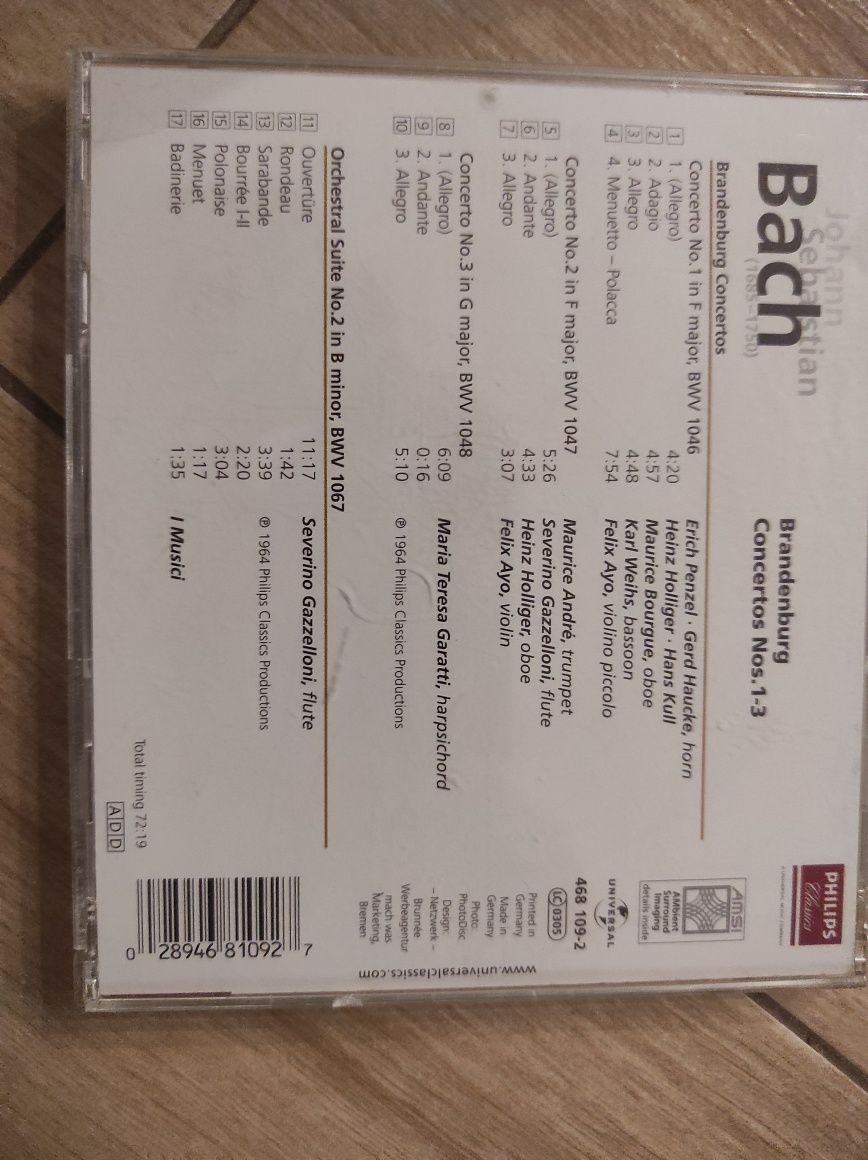 Johann
Sebastian
Bach
(1685–1750)
Brandenburg
Concertos Nos.1-3
PHILIPS
Classics
Brandenburg Concertos
Concerto No.1 in F major, BWV 1046
1 1. (Allegro) 4:20
2 2. Adagio 4:57
3 3. Allegro 4:48
4 4. Menuetto – Polacca 7:54
Erich Penzel · Gerd Haucke, horn
Heinz Holliger · Hans Kull
Maurice Bourgue, oboe
Karl Weihs, bassoon
Felix Ayo, violino piccolo
Concerto No.2 in F major, BWV 1047
5 1. (Allegro) 5:26
6 2. Andante 4:33
7 3. Allegro 3:07
Maurice André, trumpet
Severino Gazzelloni, flute
Heinz Holliger, oboe
Felix Ayo, violin
Concerto No.3 in G major, BWV 1048
8 1. (Allegro) 6:09
9 2. Andante 0:16
10 3. Allegro 5:10
Maria Teresa Garatti, harpsichord
℗ 1964 Philips Classics Productions
Orchestral Suite No.2 in B minor, BWV 1067
11 Ouvertüre 11:17
12 Rondeau 1:42
13 Sarabande 3:39
14 Bourrée I-II 2:20
15 Polonaise 3:04
16 Menuet 1:17
17 Badinerie 1:35
Severino Gazzelloni, flute
℗ 1964 Philips Classics Productions
I Musici
Total timing 72:19
ADD
AMSI
AMbient
Surround
Imaging
details inside
UNIVERSAL
468 109-2
LC 0305
Printed in
Germany
Made in
Germany
Photo:
PhotoDisc
Design:
– Netzwerk –
Brunnée
Werbeagentur
mach was
Marketing,
Bremen
www.universalclassics.com
0 28946 81092 7